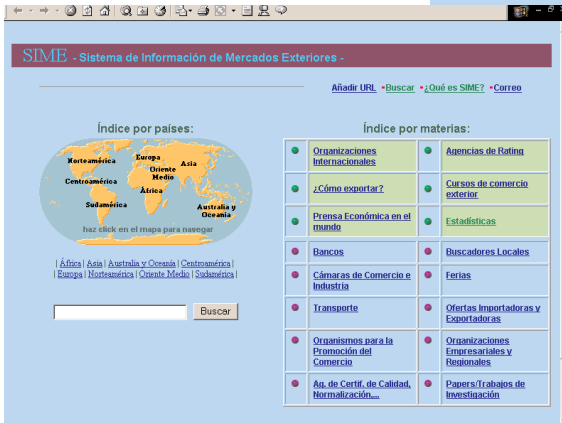 SIME - Sistema de Información de Mercados Exteriores -
Añadir URL • Buscar • ¿Qué es SIME? • Correo
Índice por países:
Norteamérica
Europa
Asia
Oriente
Medio
Centroamérica
África
Sudamérica
Australia y
Oceanía
haz click en el mapa para navegar
| África | Asia | Australia y Oceanía | Centroamérica |
| Europa | Norteamérica | Oriente Medio | Sudamérica |
Buscar
Índice por materias:
Organizaciones
Internacionales
Agencias de Rating
¿Cómo exportar?
Cursos de comercio
exterior
Prensa Económica en el
mundo
Estadísticas
Bancos
Buscadores Locales
Cámaras de Comercio e
Industria
Ferias
Transporte
Ofertas Importadoras y
Exportadoras
Organismos para la
Promoción del
Comercio
Organizaciones
Empresariales y
Regionales
Ag. de Certif. de Calidad,
Normalización,...
Papers/Trabajos de
Investigación